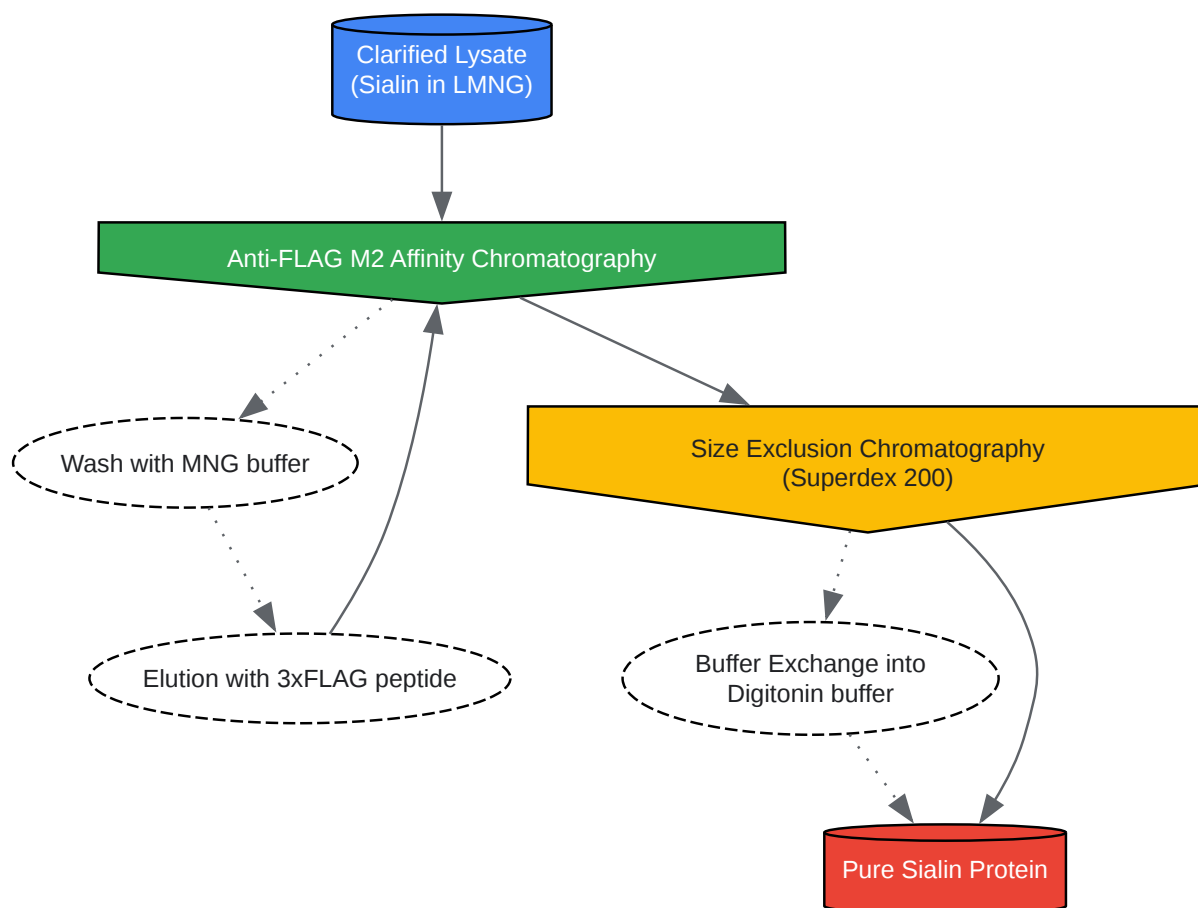 Clarified Lysate
(Sialin in LMNG)
Anti-FLAG M2 Affinity Chromatography
Wash with MNG buffer
Size Exclusion Chromatography
(Superdex 200)
Elution with 3xFLAG peptide
Buffer Exchange into
Digitonin buffer
Pure Sialin Protein